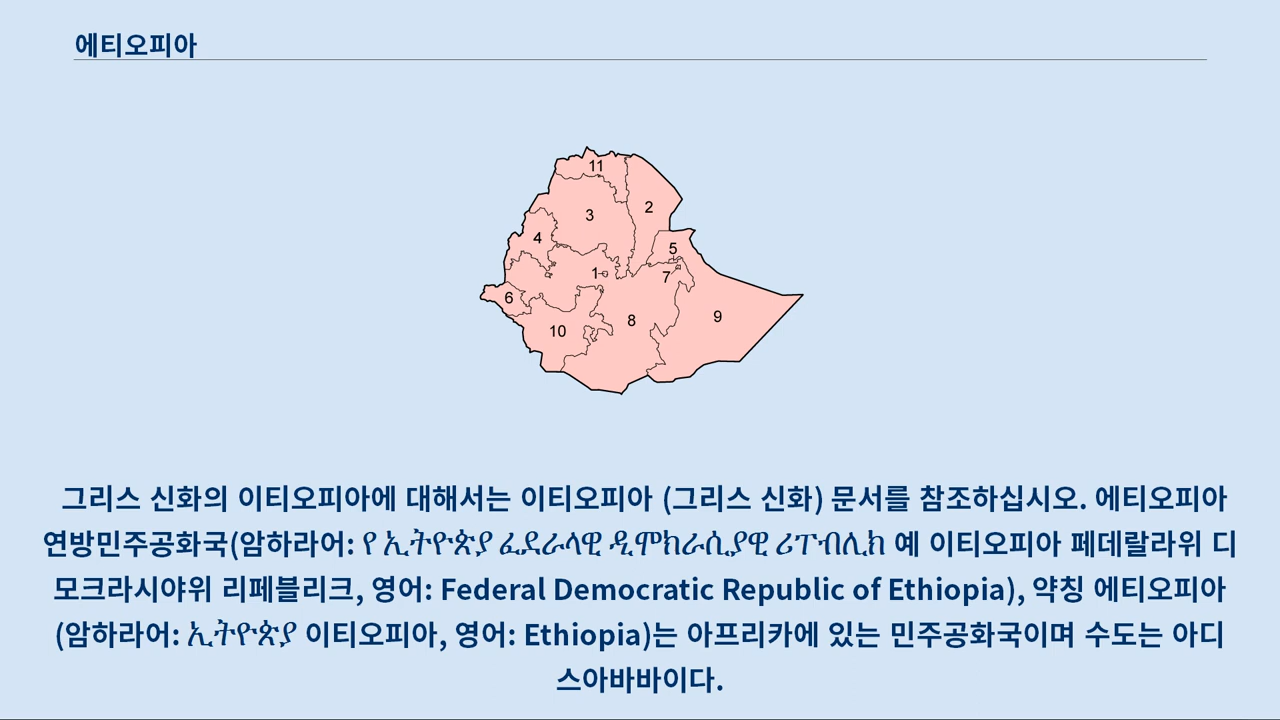 에티오피아
11
3
2
4
5
1
7
6
8
9
10
그리스 신화의 이티오피아에 대해서는 이티오피아 (그리스 신화) 문서를 참조하십시오. 에티오피아
연방민주공화국(암하라어: የ ኢትዮጵያ ፈደራላዊ ዲሞክራሲያዊ ሪፐብሊክ 예 이티오피아 페데랄라위 디
모크라시야위 리페블리크, 영어: Federal Democratic Republic of Ethiopia), 약칭 에티오피아
(암하라어: ኢትዮጵያ 이티오피아, 영어: Ethiopia)는 아프리카에 있는 민주공화국이며 수도는 아디
스아바바이다.